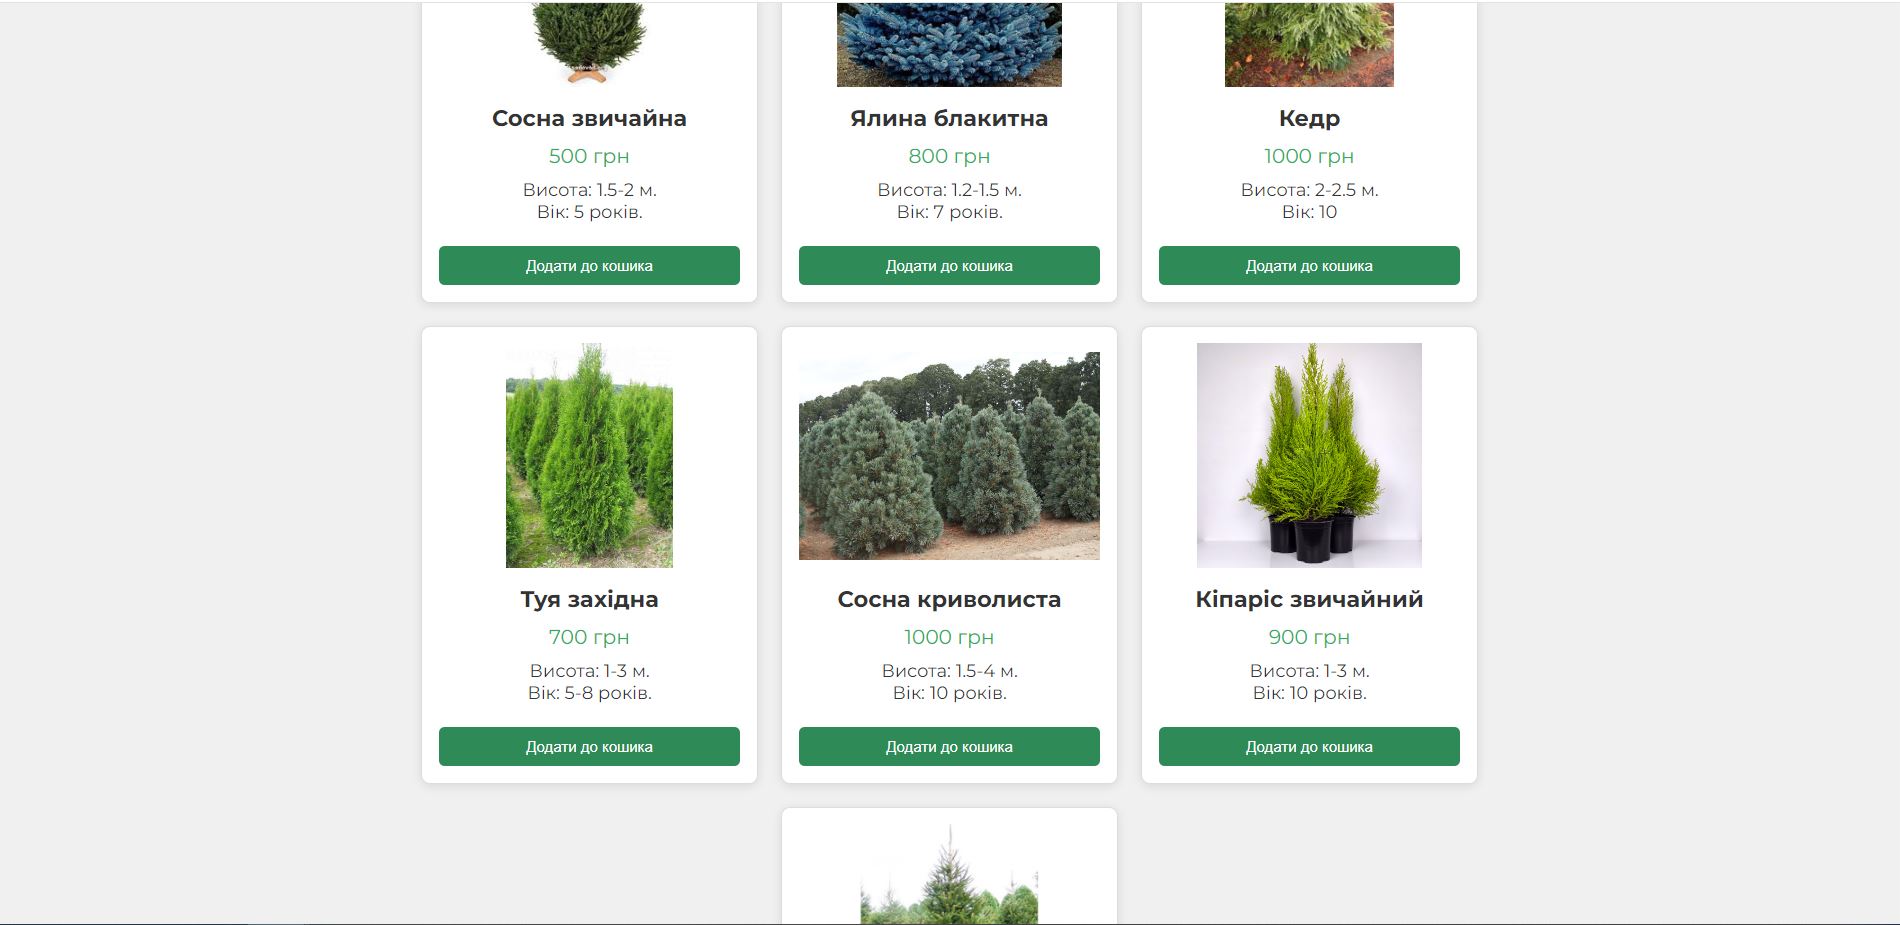 Сосна звичайна
500 грн
Висота: 1.5-2 м.
Вік: 5 років.
Додати до кошика
Ялина блакитна
800 грн
Висота: 1.2-1.5 м.
Вік: 7 років.
Додати до кошика
Кедр
1000 грн
Висота: 2-2.5 м.
Вік: 10
Додати до кошика
Туя західна
700 грн
Висота: 1-3 м.
Вік: 5-8 років.
Додати до кошика
Сосна криволиста
1000 грн
Висота: 1.5-4 м.
Вік: 10 років.
Додати до кошика
Кіпаріс звичайний
900 грн
Висота: 1-3 м.
Вік: 10 років.
Додати до кошика